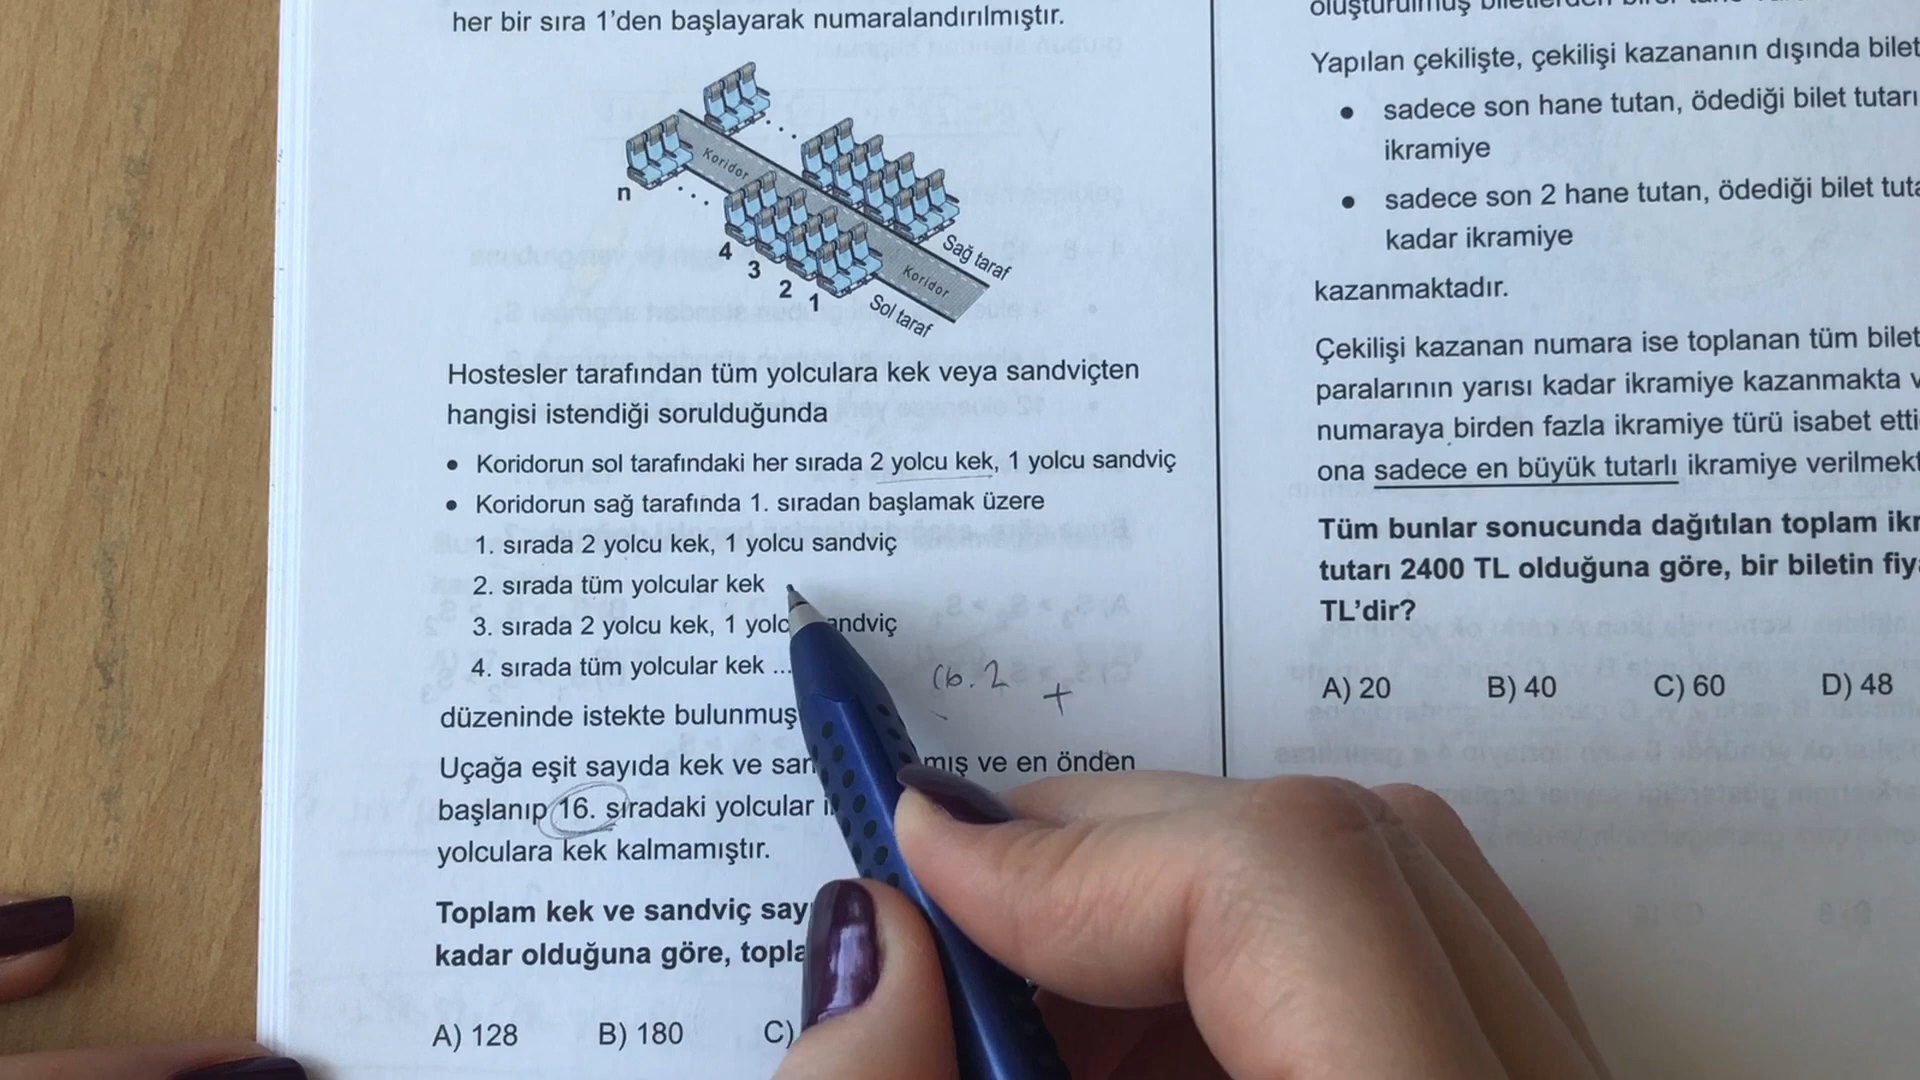 her bir sıra 1'den başlayarak numaralandırılmıştır.
Koridor
n
4
3
2
1
Koridor
Sağ taraf
Sol taraf
Hostesler tarafından tüm yolculara kek veya sandviçten
hangisi istendiği sorulduğunda
• Koridorun sol tarafındaki her sırada 2 yolcu kek, 1 yolcu sandviç
• Koridorun sağ tarafında 1. sıradan başlamak üzere
1. sırada 2 yolcu kek, 1 yolcu sandviç
2. sırada tüm yolcular kek
3. sırada 2 yolcu kek, 1 yolc andviç
4. sırada tüm yolcular kek ...
düzeninde istekte bulunmuş
16.2 +
Uçağa eşit sayıda kek ve san mış ve en önden
başlanıp 16. sıradaki yolcular
yolculara kek kalmamıştır.
Toplam kek ve sandviç say
kadar olduğuna göre, topla
A) 128 B) 180 C)
Yapılan çekilişte, çekilişi kazananın dışında bilet
• sadece son hane tutan, ödediği bilet tutarı
ikramiye
• sadece son 2 hane tutan, ödediği bilet tuta
kadar ikramiye
kazanmaktadır.
Çekilişi kazanan numara ise toplanan tüm bilet
paralarının yarısı kadar ikramiye kazanmakta v
numaraya birden fazla ikramiye türü isabet etti
ona sadece en büyük tutarlı ikramiye verilmekt
Tüm bunlar sonucunda dağıtılan toplam ikr
tutarı 2400 TL olduğuna göre, bir biletin fiy
TL'dir?
A) 20 B) 40 C) 60 D) 48